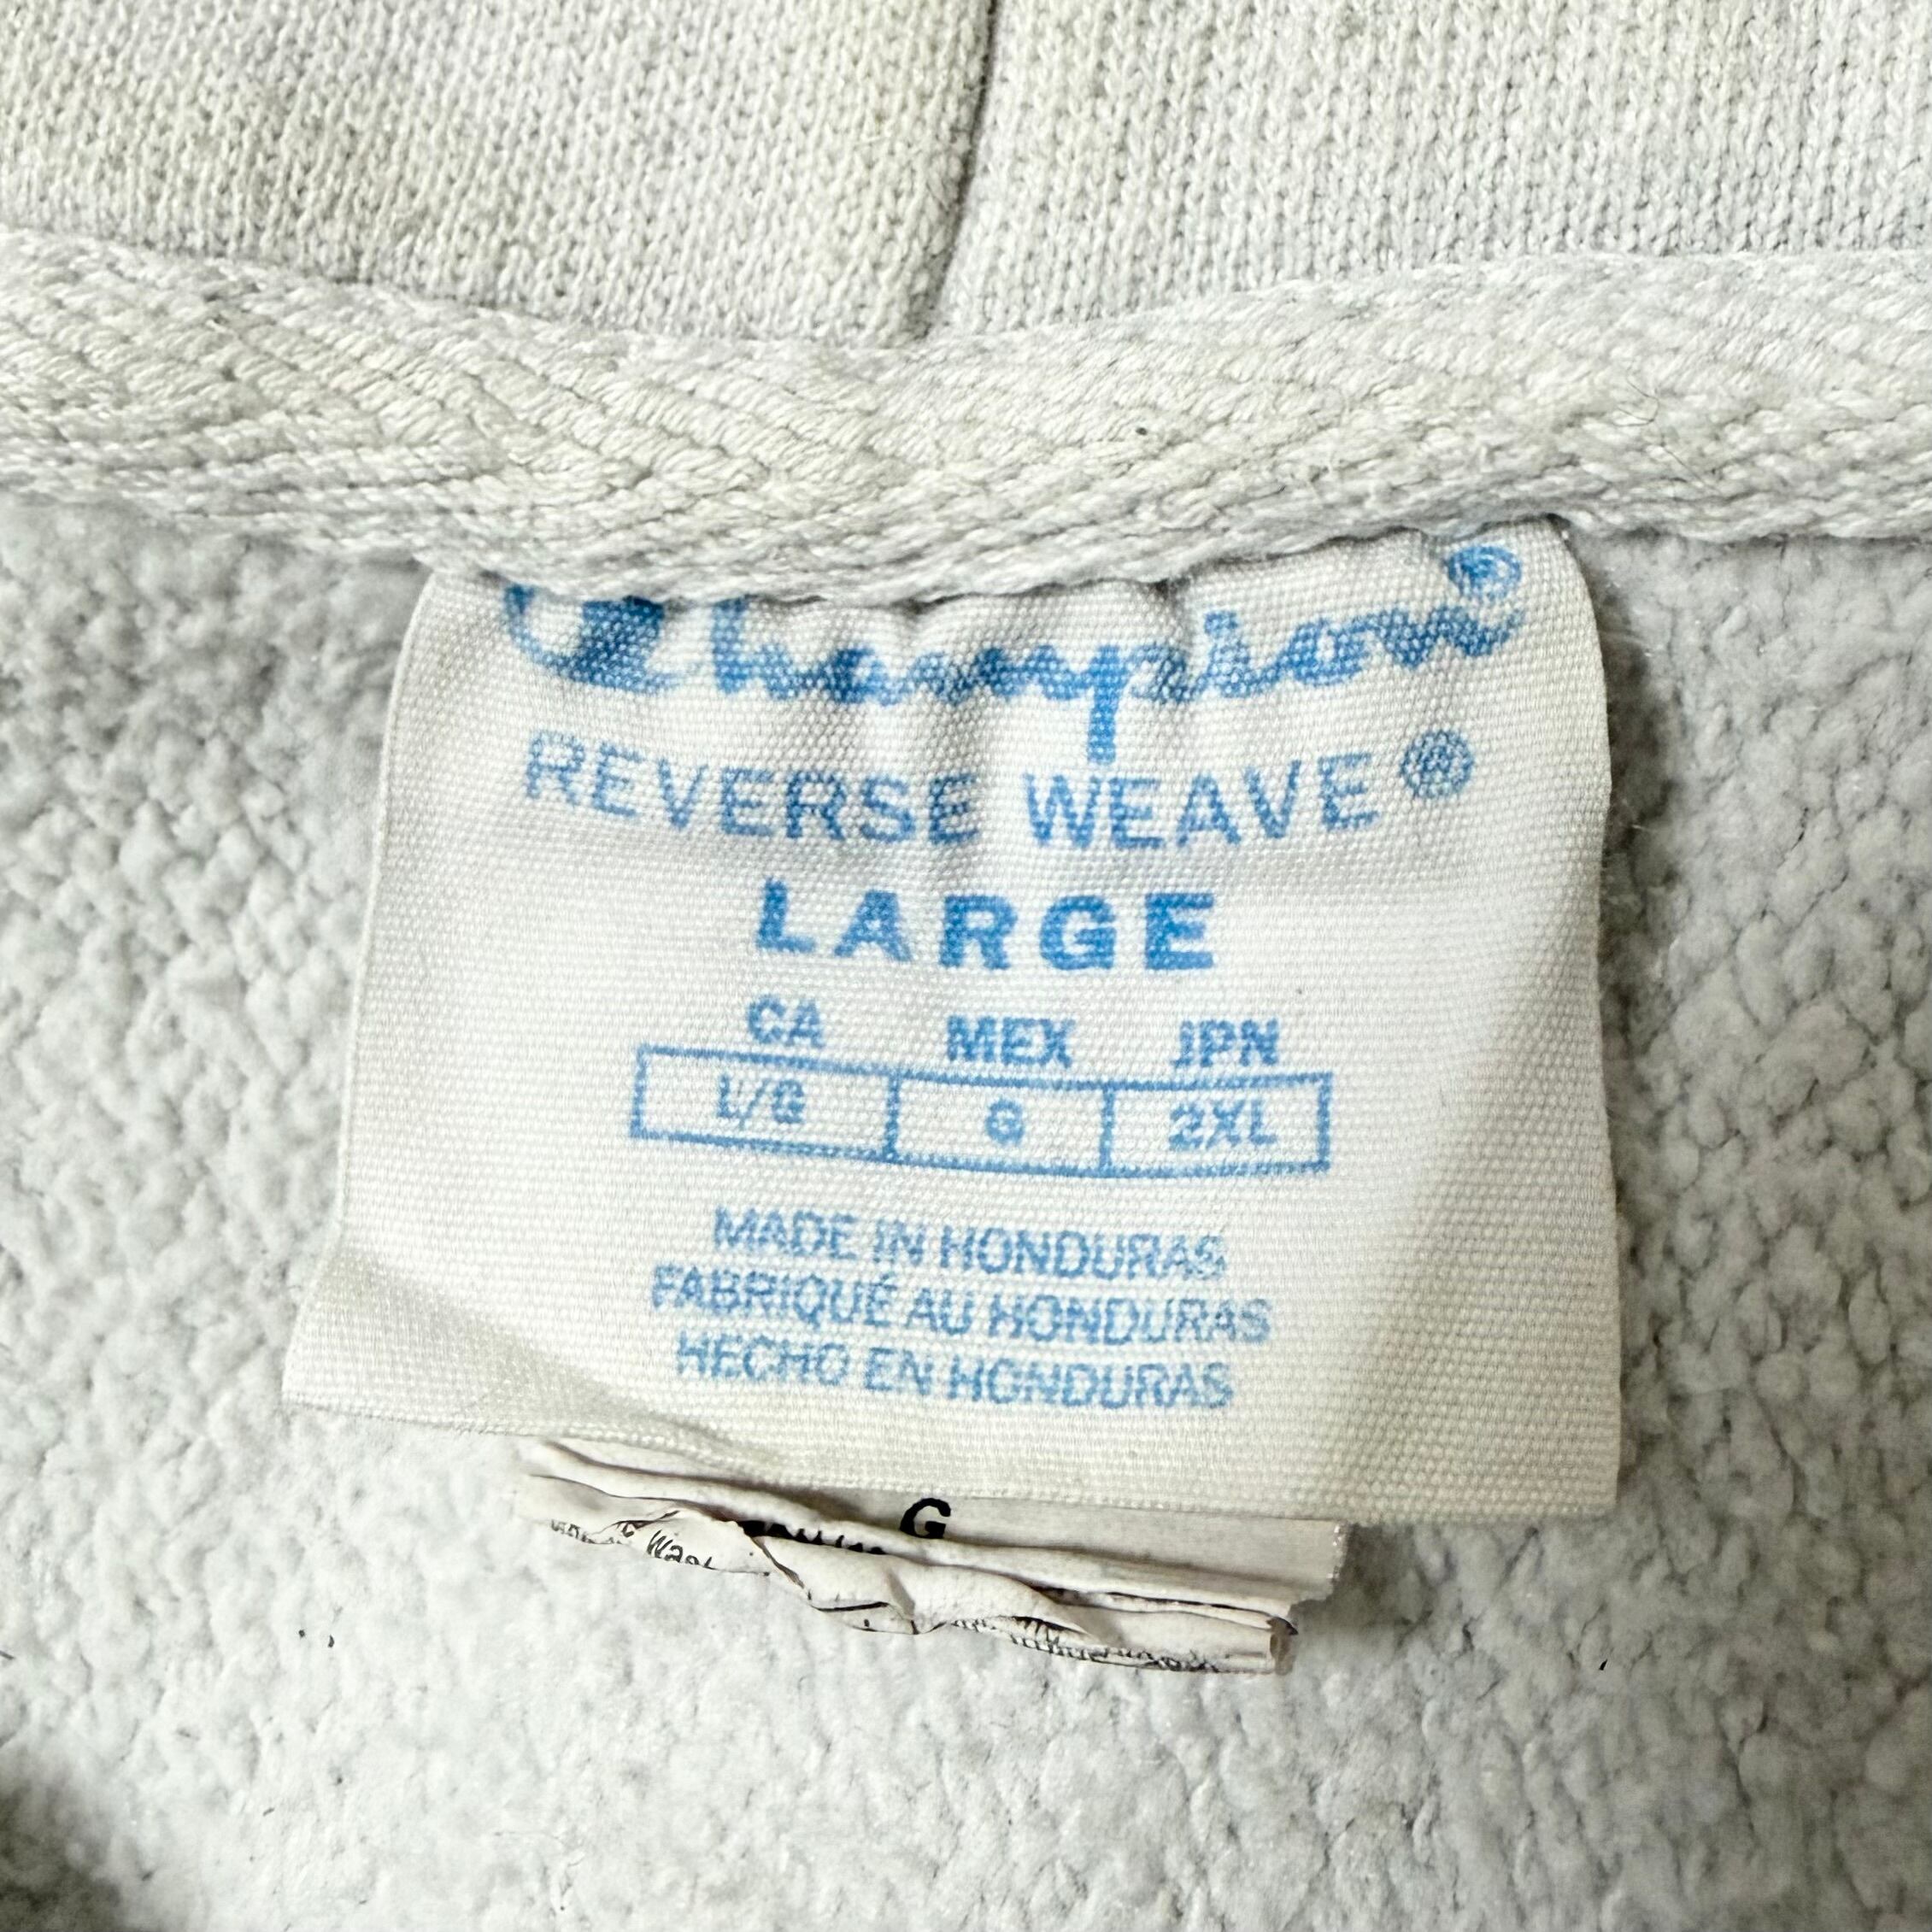 Champion®
REVERSE WEAVE®
LARGE
CA MEX JPN
L/G G 2XL
MADE IN HONDURAS
FABRIQUÉ AU HONDURAS
HECHO EN HONDURAS
G